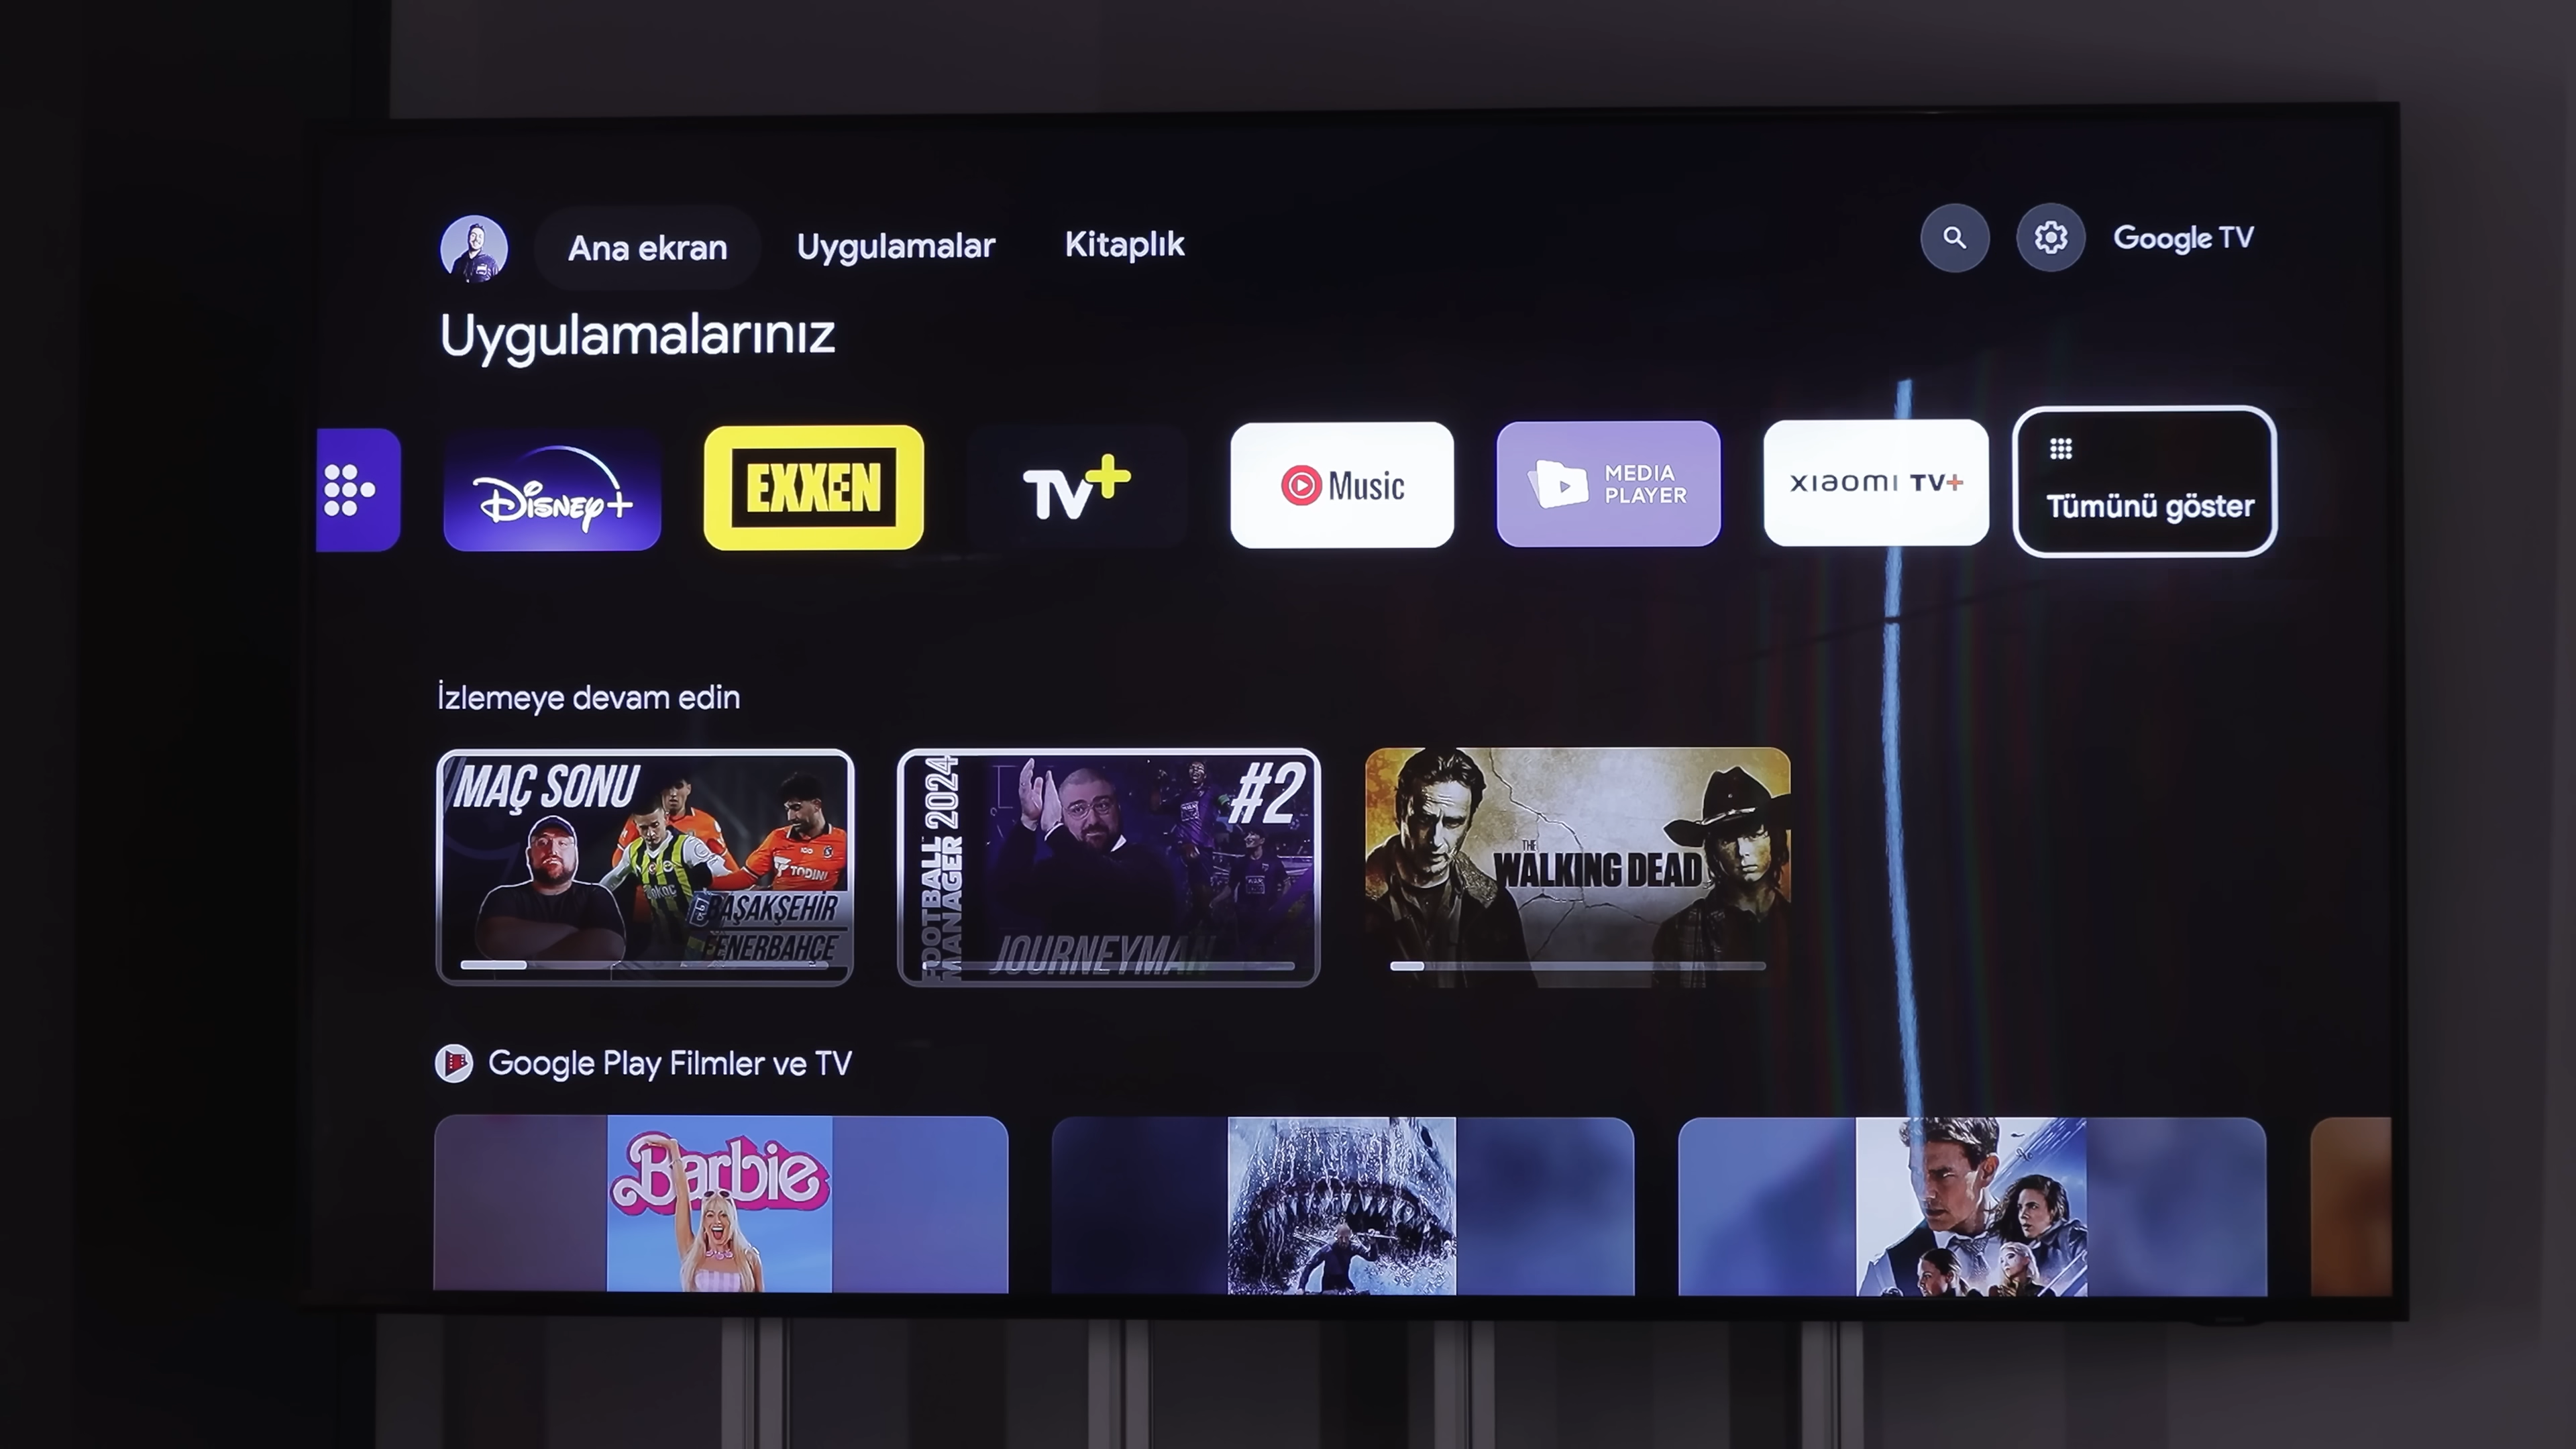 Ana ekran
Uygulamalar
Kitaplık
Google TV
Uygulamalarınız
Disney+
EXXEN
TV+
Music
MEDIA
PLAYER
xiaomi TV+
Tümünü göster
İzlemeye devam edin
MAÇ SONU
TODINI
BAŞAKŞEHİR
FENERBAHÇE
FOOTBALL
MANAGER 2024
#2
JOURNEYMAN
THE
WALKING DEAD
Google Play Filmler ve TV
Barbie